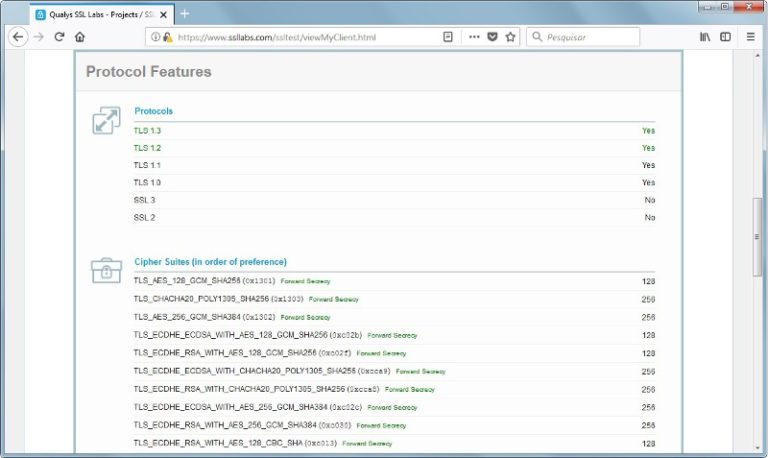 Qualys SSL Labs - Projects / SSL
https://www.ssllabs.com/ssltest/viewMyClient.html
Pesquisar
Protocol Features
Protocols
TLS 1.3 Yes
TLS 1.2 Yes
TLS 1.1 Yes
TLS 1.0 Yes
SSL 3 No
SSL 2 No
Cipher Suites (in order of preference)
TLS_AES_128_GCM_SHA256 (0x1301) Forward Secrecy 128
TLS_CHACHA20_POLY1305_SHA256 (0x1303) Forward Secrecy 256
TLS_AES_256_GCM_SHA384 (0x1302) Forward Secrecy 256
TLS_ECDHE_ECDSA_WITH_AES_128_GCM_SHA256 (0xc02b) Forward Secrecy 128
TLS_ECDHE_RSA_WITH_AES_128_GCM_SHA256 (0xc02f) Forward Secrecy 128
TLS_ECDHE_ECDSA_WITH_CHACHA20_POLY1305_SHA256 (0xcca9) Forward Secrecy 256
TLS_ECDHE_RSA_WITH_CHACHA20_POLY1305_SHA256 (0xcca8) Forward Secrecy 256
TLS_ECDHE_ECDSA_WITH_AES_256_GCM_SHA384 (0xc02c) Forward Secrecy 256
TLS_ECDHE_RSA_WITH_AES_256_GCM_SHA384 (0xc030) Forward Secrecy 256
TLS_ECDHE_RSA_WITH_AES_128_CBC_SHA (0xc013) Forward Secrecy 128